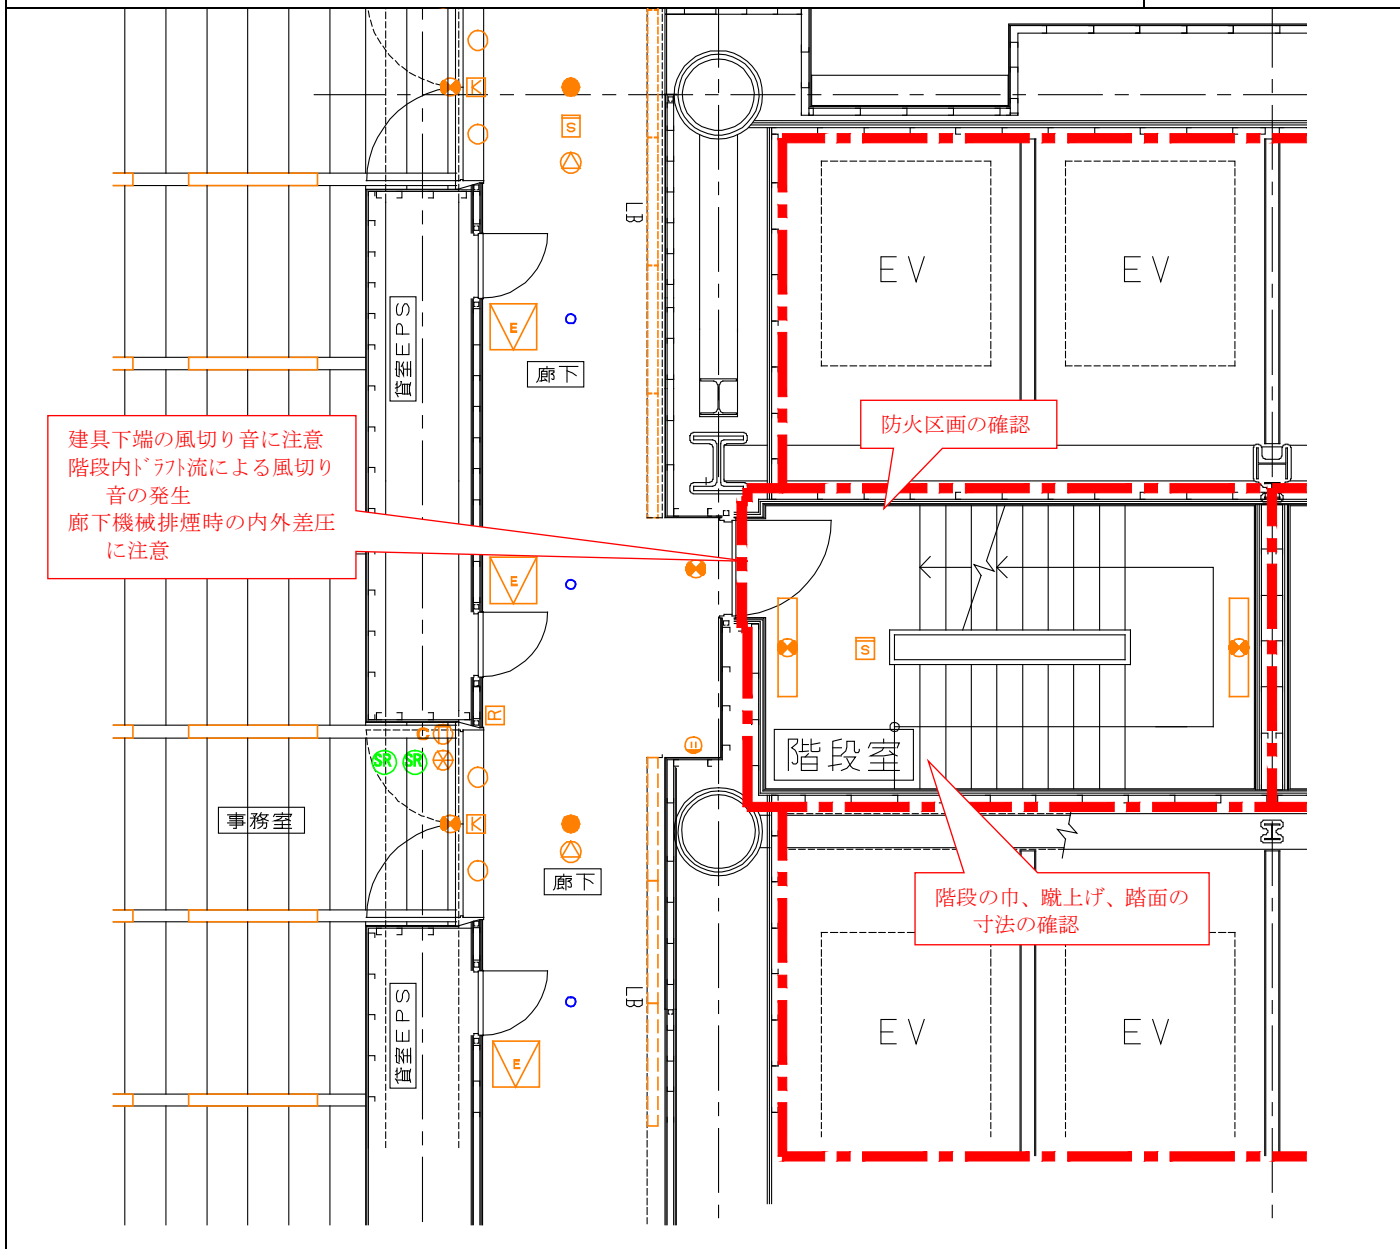 K
S
LB
EV
EV
貸室EPS
E
廊下
建具下端の風切り音に注意
階段内ﾄﾞﾗﾌﾄ流による風切り
音の発生
廊下機械排煙時の内外差圧
に注意
防火区画の確認
E
S
R
C
SR
SR
階段室
事務室
K
廊下
階段の巾、蹴上げ、踏面の
寸法の確認
貸室EPS
LB
EV
EV
E